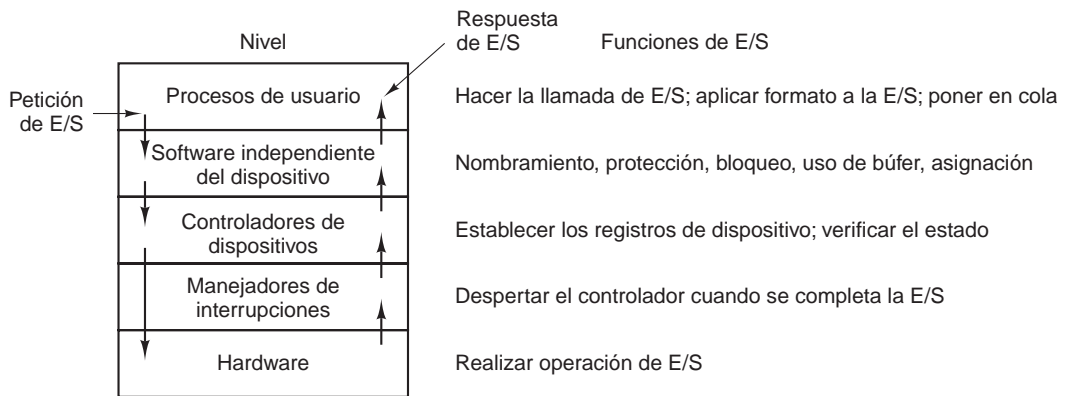 Nivel
Respuesta
de E/S
Funciones de E/S
Petición
de E/S
Procesos de usuario
Hacer la llamada de E/S; aplicar formato a la E/S; poner en cola
Software independiente
del dispositivo
Nombramiento, protección, bloqueo, uso de búfer, asignación
Controladores de
dispositivos
Establecer los registros de dispositivo; verificar el estado
Manejadores de
interrupciones
Despertar el controlador cuando se completa la E/S
Hardware
Realizar operación de E/S